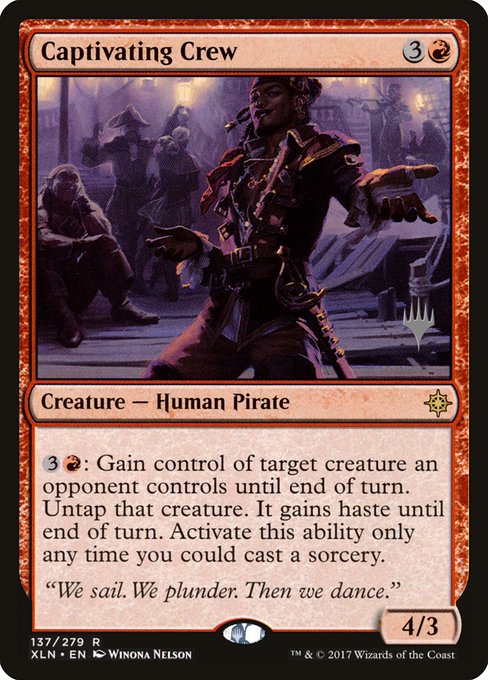 Captivating Crew 3
Creature — Human Pirate
3: Gain control of target creature an
opponent controls until end of turn.
Untap that creature. It gains haste until
end of turn. Activate this ability only
any time you could cast a sorcery.
“We sail. We plunder. Then we dance.”
4/3
137/279 R
XLN • EN Winona Nelson
™ & © 2017 Wizards of the Coast